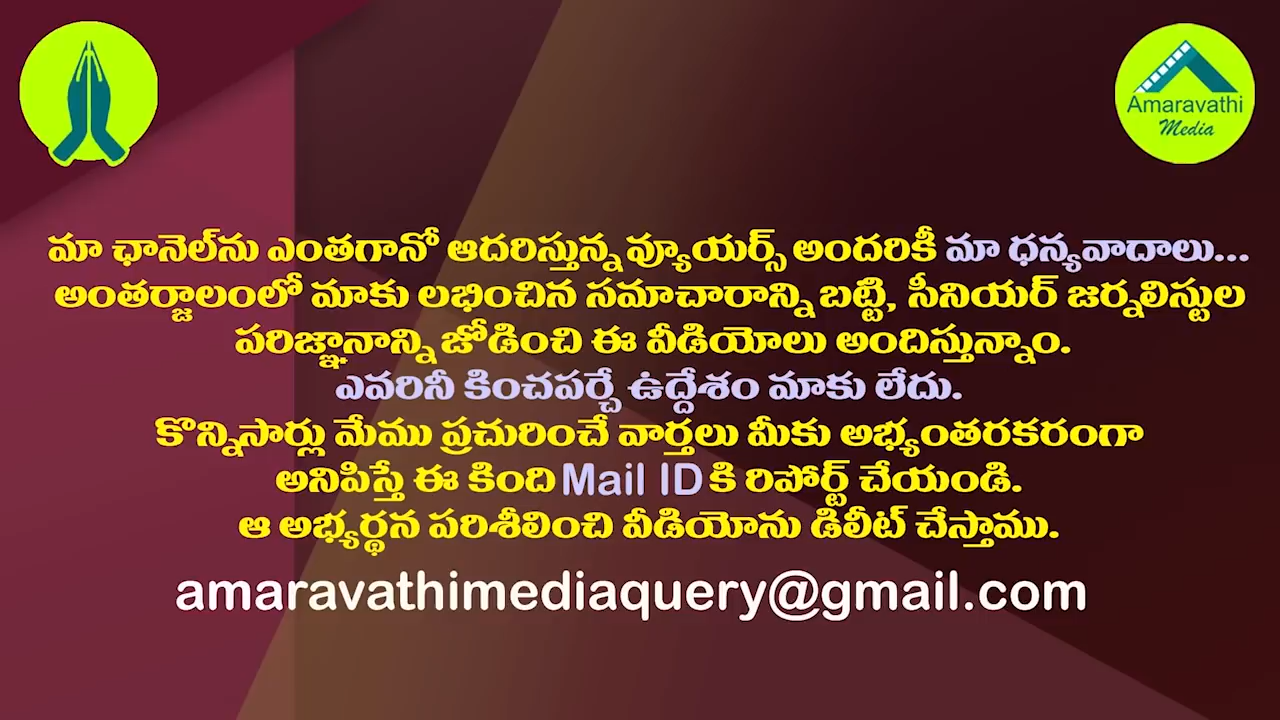 Amaravathi
Media
మా ఛానెల్‌ను ఎంతగానో ఆదరిస్తున్న వ్యూయర్స్ అందరికీ మా ధన్యవాదాలు...
అంతర్జాలంలో మాకు లభించిన సమాచారాన్ని బట్టి, సీనియర్ జర్నలిస్టుల
పరిజ్ఞానాన్ని జోడించి ఈ వీడియోలు అందిస్తున్నాం.
ఎవరినీ కించపర్చే ఉద్దేశం మాకు లేదు.
కొన్నిసార్లు మేము ప్రచురించే వార్తలు మీకు అభ్యంతరకరంగా
అనిపిస్తే ఈ కింది Mail ID కి రిపోర్ట్ చేయండి.
ఆ అభ్యర్థన పరిశీలించి వీడియోను డిలీట్ చేస్తాము.
amaravathimediaquery@gmail.com